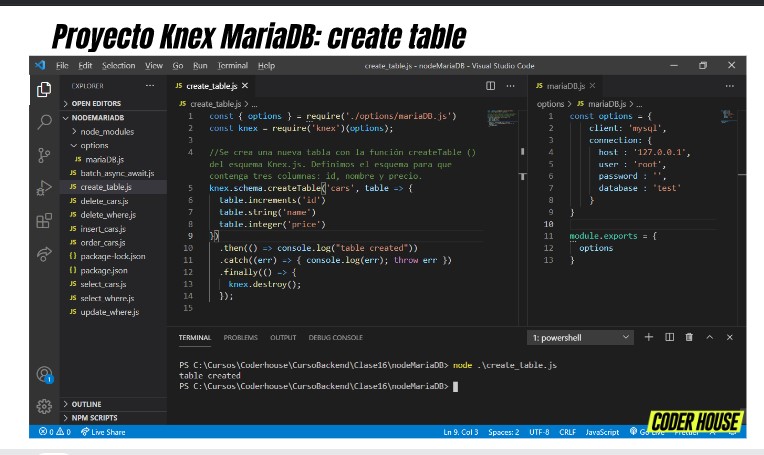 Proyecto Knex MariaDB: create table
File Edit Selection View Go Run Terminal Help
create_table.js - nodeMariaDB - Visual Studio Code
EXPLORER ···
> OPEN EDITORS
NODEMARIADB
> node_modules
options
JS mariaDB.js
JS batch_async_await.js
JS create_table.js
JS delete_cars.js
JS delete_where.js
JS insert_cars.js
JS order_cars.js
{} package-lock.json
{} package.json
JS select_cars.js
JS select_where.js
JS update_where.js
> OUTLINE
> NPM SCRIPTS
JS create_table.js ×
JS create_table.js > ...
1 const { options } = require('./options/mariaDB.js')
2 const knex = require('knex')(options);
3
4 //Se crea una nueva tabla con la función createTable ()
del esquema Knex.js. Definimos el esquema para que
contenga tres columnas: id, nombre y precio.
5 knex.schema.createTable('cars', table => {
6 table.increments('id')
7 table.string('name')
8 table.integer('price')
9 })
10 .then(() => console.log("table created"))
11 .catch((err) => { console.log(err); throw err })
12 .finally(() => {
13 knex.destroy();
14 });
15
JS mariaDB.js ×
options > JS mariaDB.js > ...
1 const options = {
2 client: 'mysql',
3 connection: {
4 host : '127.0.0.1',
5 user : 'root',
6 password : '',
7 database : 'test'
8 }
9 }
10
11 module.exports = {
12 options
13 }
TERMINAL PROBLEMS OUTPUT DEBUG CONSOLE
1: powershell
PS C:\Cursos\Coderhouse\CursoBackend\Clase16\nodeMariaDB> node .\create_table.js
table created
PS C:\Cursos\Coderhouse\CursoBackend\Clase16\nodeMariaDB>
1
0 0 Live Share
Ln 9, Col 3 Spaces: 2 UTF-8 CRLF JavaScript
CODER HOUSE